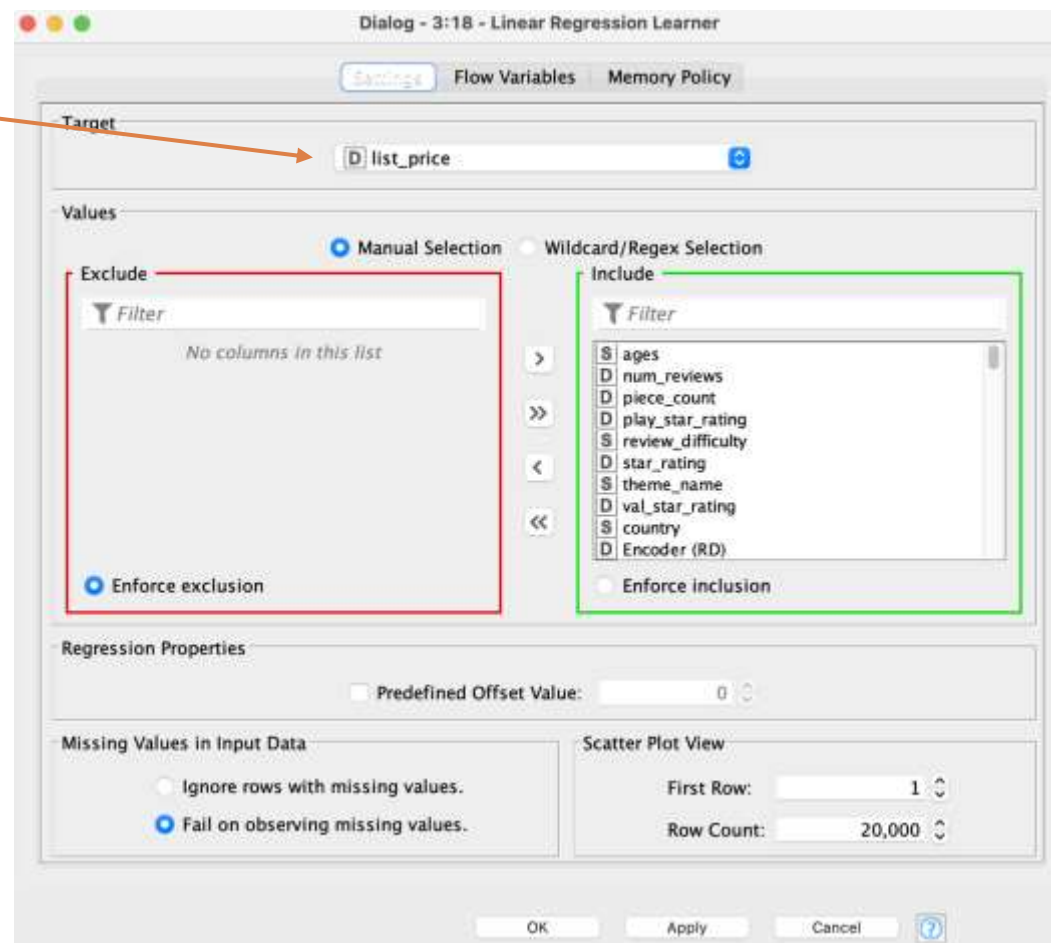 Dialog - 3:18 - Linear Regression Learner
Settings Flow Variables Memory Policy
Target
D list_price
Values
Manual Selection Wildcard/Regex Selection
Exclude
Filter
No columns in this list
Enforce exclusion
>
>>
<
<<
Include
Filter
S ages
D num_reviews
D piece_count
D play_star_rating
S review_difficulty
D star_rating
S theme_name
D val_star_rating
S country
D Encoder (RD)
Enforce inclusion
Regression Properties
Predefined Offset Value: 0
Missing Values in Input Data
Ignore rows with missing values.
Fail on observing missing values.
Scatter Plot View
First Row: 1
Row Count: 20,000
OK Apply Cancel ?